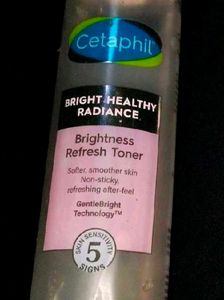 Cetaphil
BRIGHT HEALTHY
RADIANCE
Brightness
Refresh Toner
Softer, smoother skin
Non-sticky,
refreshing after-feel
GentleBright
Technology™
SKIN SENSITIVITY
5
SIGNS